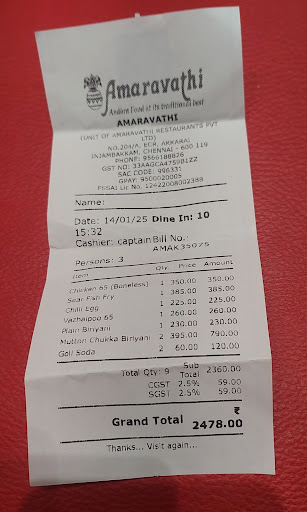 Amaravathi
Andhra Food at its traditional best
AMARAVATHI
(UNIT OF AMARAVATHI RESTAURANTS PVT
LTD)
NO.20A/A, ECR, AKKARAI
INJAMBAKKAM, CHENNAI - 600 119
PHONE: 9566188826
GST NO: 33AAGCA4759B1ZZ
SAC CODE: 996331
GPAY: 9500020005
FSSAI Lic No. 12422008002388
Name:
Date: 14/01/25 Dine In: 10
15:32
Cashier: captain Bill No.:
AMAK35075
Persons: 3
Item Qty. Price Amount
Chicken 65 (Boneless) 1 350.00 350.00
Sear Fish Fry 1 385.00 385.00
Chilli Egg 1 225.00 225.00
Vazhaipoo 65 1 260.00 260.00
Plain Biriyani 1 230.00 230.00
Mutton Chukka Biriyani 2 395.00 790.00
Goli Soda 2 60.00 120.00
Total Qty: 9 Sub Total 2360.00
CGST 2.5% 59.00
SGST 2.5% 59.00
Grand Total ₹ 2478.00
Thanks... Visit again...